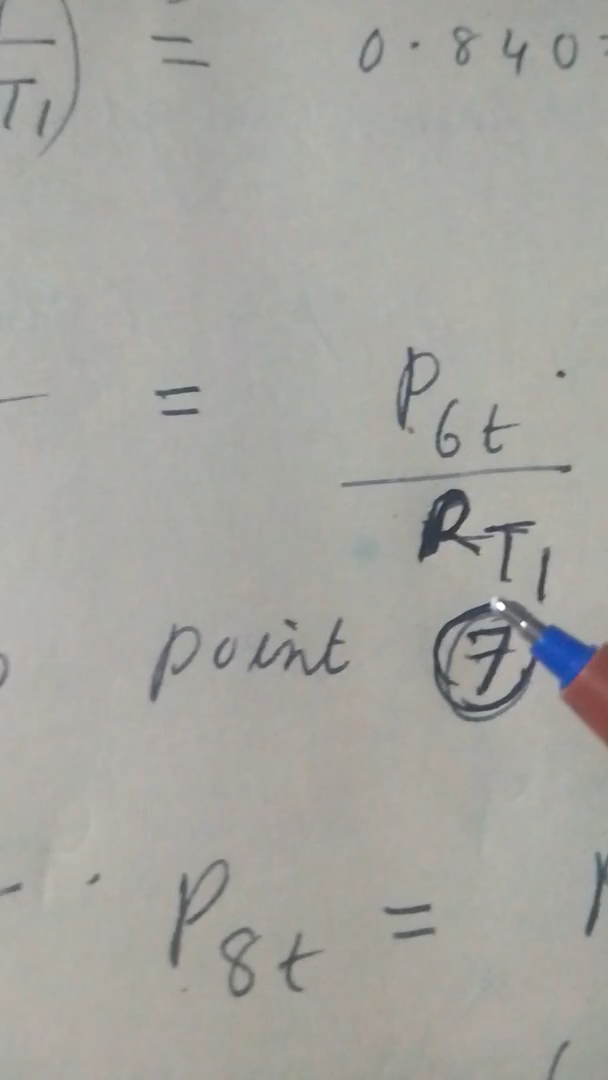 T1) = 0.840
= P6t
RT1
point 7
P8t =